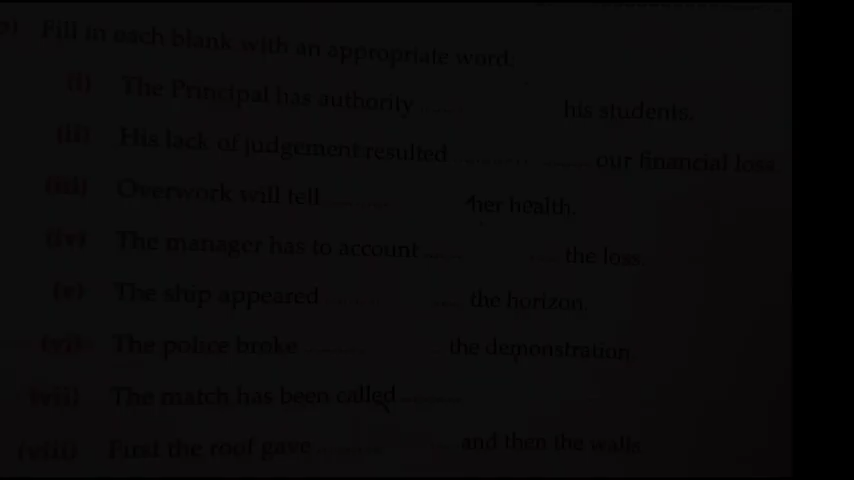 a) Fill in each blank with an appropriate word.
(i) The Principal has authority ............ his students.
(ii) His lack of judgement resulted ............ our financial loss
(iii) Overwork will tell ............ her health.
(iv) The manager has to account ............ the loss.
(v) The ship appeared ............ the horizon.
(vi) The police broke ............ the demonstration.
(vii) The match has been called ............
(viii) First the roof gave ............ and then the walls.